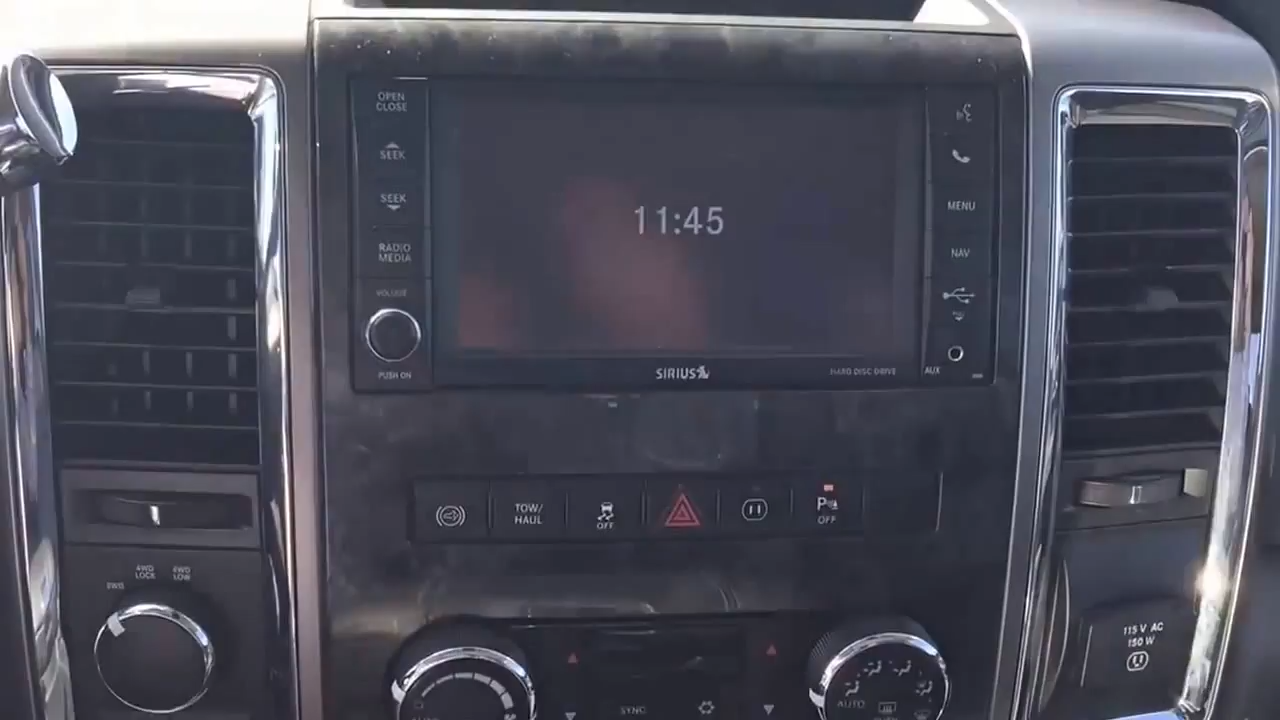 OPEN
CLOSE
SEEK
SEEK
RADIO
MEDIA
VOLUME
PUSH ON
11:45
SIRIUS
HARD DISC DRIVE
MENU
NAV
AUX
TOW/
HAUL
OFF
P
OFF
2WD
4WD
LOCK
4WD
LOW
SYNC
AUTO
115 V AC
150 W